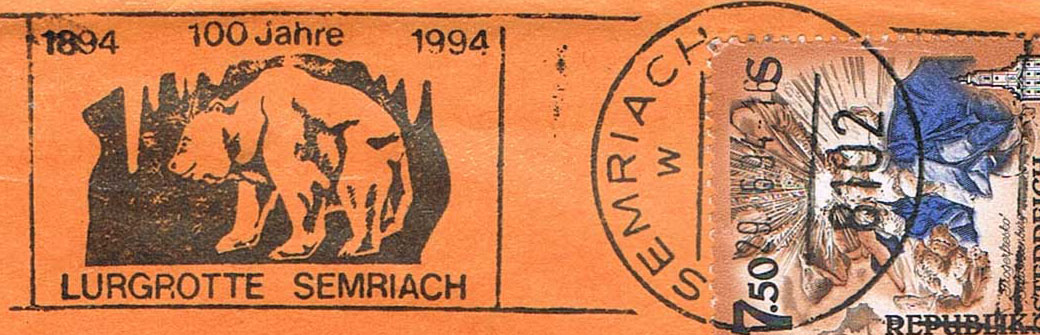 1894 100 Jahre 1994
LURGROTTE SEMRIACH
SEMRIACH
W
8102
7.50
REPUBLIK